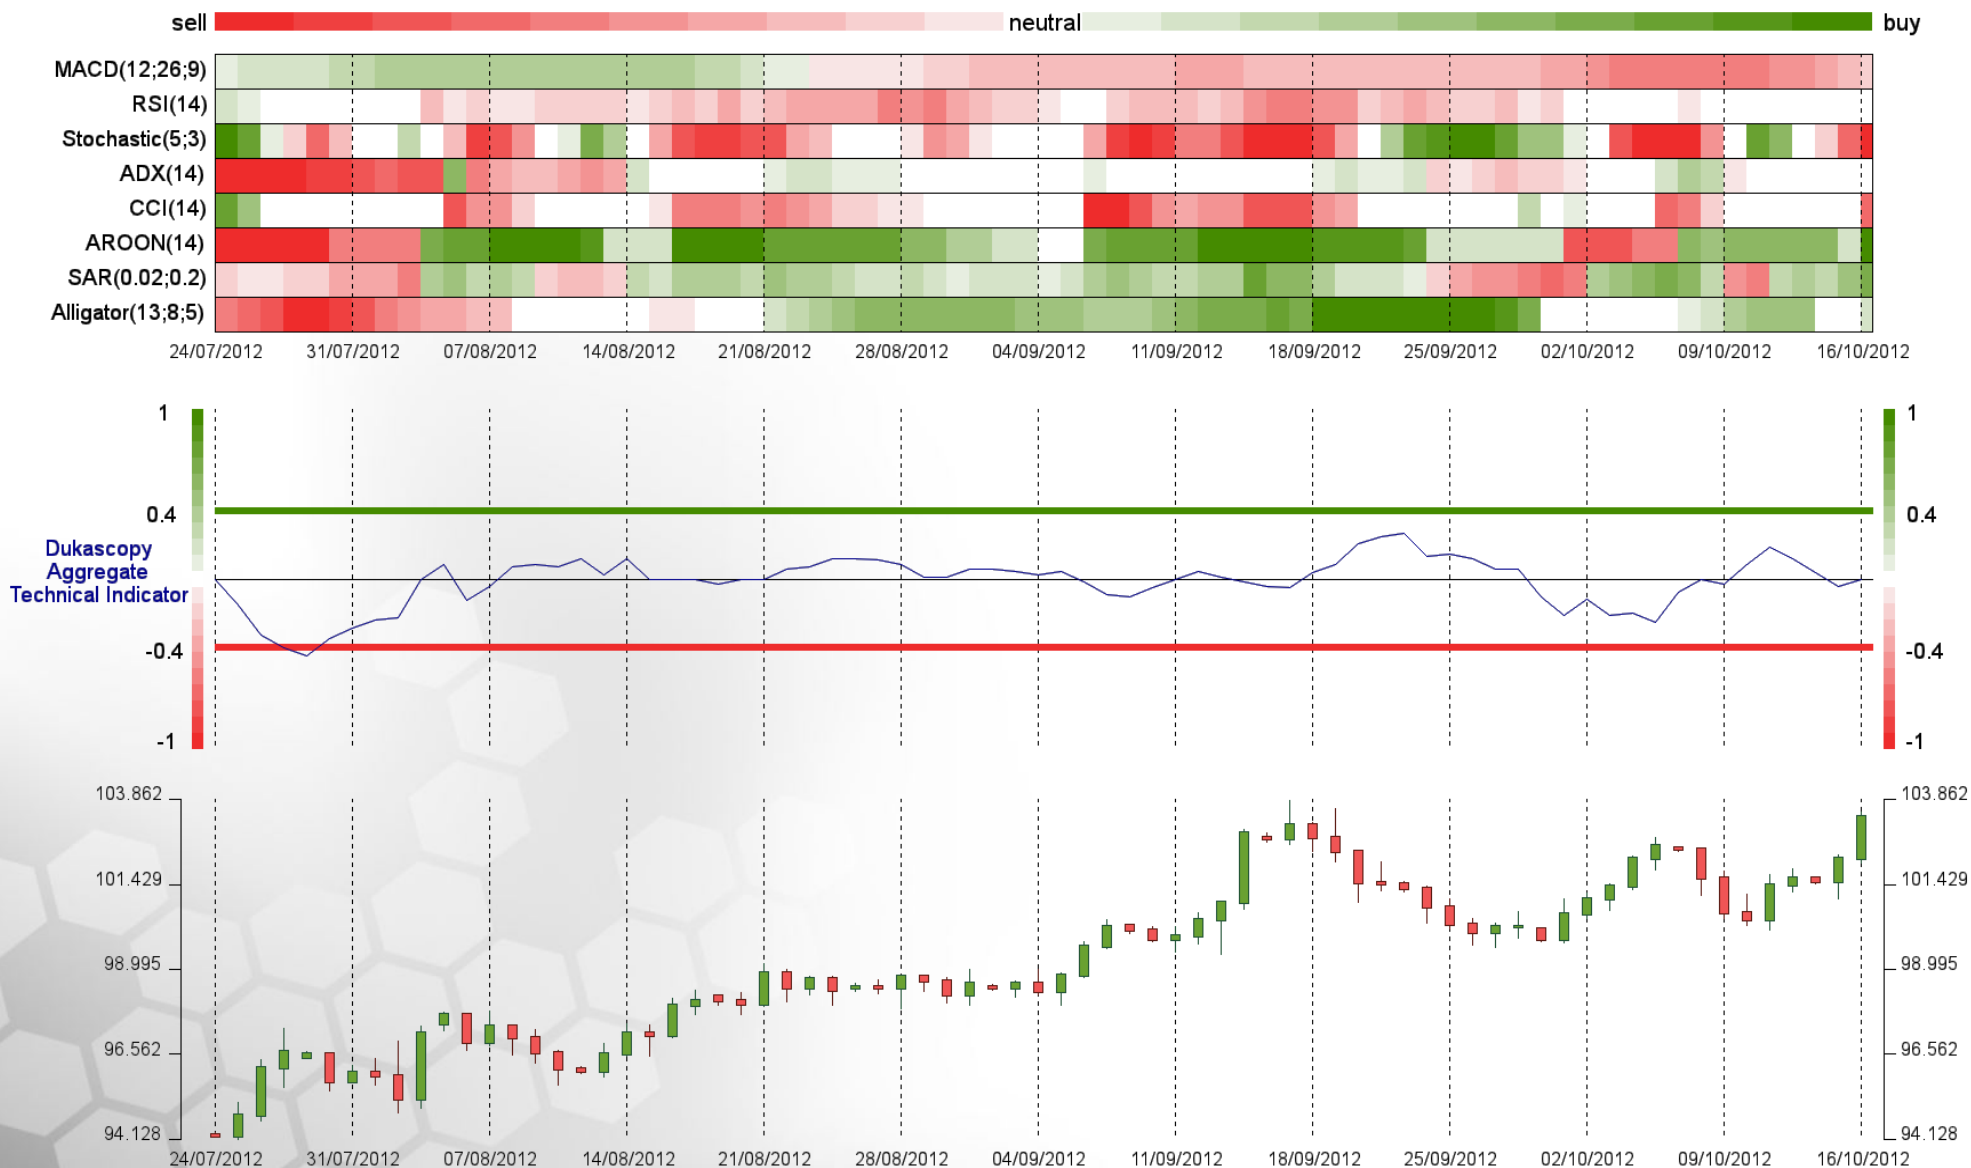 sell neutral buy
MACD(12;26;9)
RSI(14)
Stochastic(5;3)
ADX(14)
CCI(14)
AROON(14)
SAR(0.02;0.2)
Alligator(13;8;5)
24/07/2012 31/07/2012 07/08/2012 14/08/2012 21/08/2012 28/08/2012 04/09/2012 11/09/2012 18/09/2012 25/09/2012 02/10/2012 09/10/2012 16/10/2012
1 1
0.4 0.4
Dukascopy
Aggregate
Technical Indicator
-0.4 -0.4
-1 -1
103.862 103.862
101.429 101.429
98.995 98.995
96.562 96.562
94.128 94.128
24/07/2012 31/07/2012 07/08/2012 14/08/2012 21/08/2012 28/08/2012 04/09/2012 11/09/2012 18/09/2012 25/09/2012 02/10/2012 09/10/2012 16/10/2012